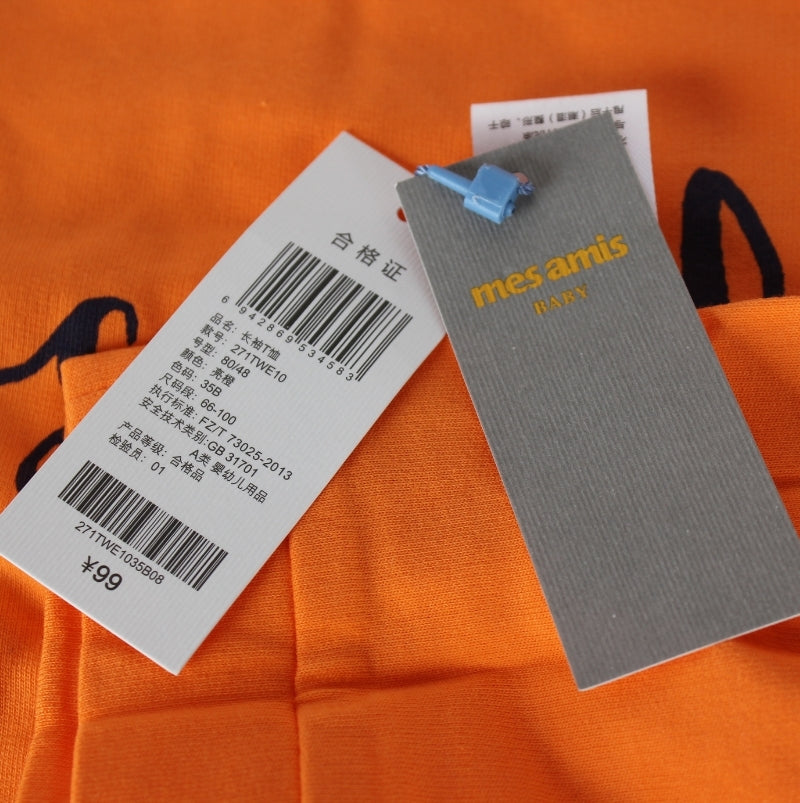 合格证
6 942869 534583
品名: 长袖T恤
款号: 271TWE10
号型: 80/48
颜色: 亮橙
色码: 35B
尺码段: 66-100
执行标准: FZ/T 73025-2013
安全技术类别:GB 31701
A类 婴幼儿用品
产品等级: 合格品
检验员: 01
271TWE1035B08
¥99
mes amis
BABY